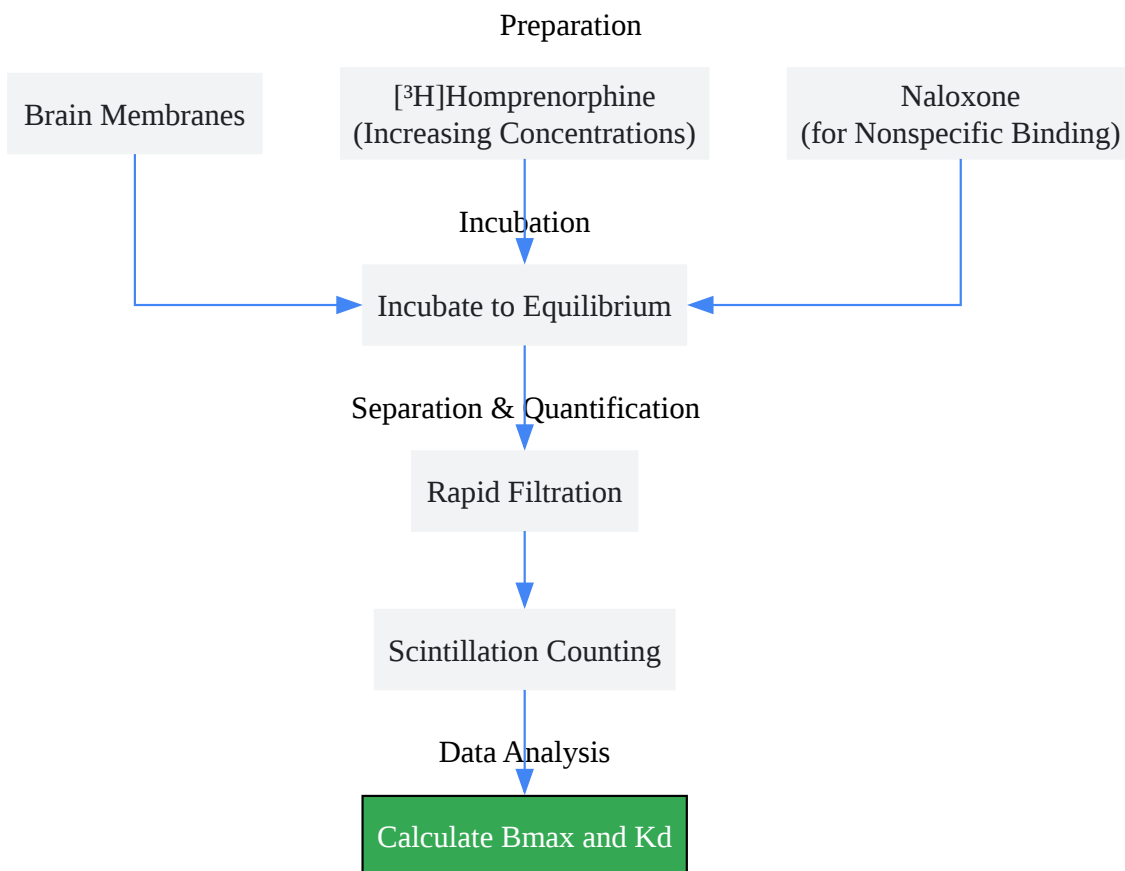 Preparation
Brain Membranes
[³H]Homprenorphine
(Increasing Concentrations)
Naloxone
(for Nonspecific Binding)
Incubation
Incubate to Equilibrium
Separation & Quantification
Rapid Filtration
Scintillation Counting
Data Analysis
Calculate Bmax and Kd